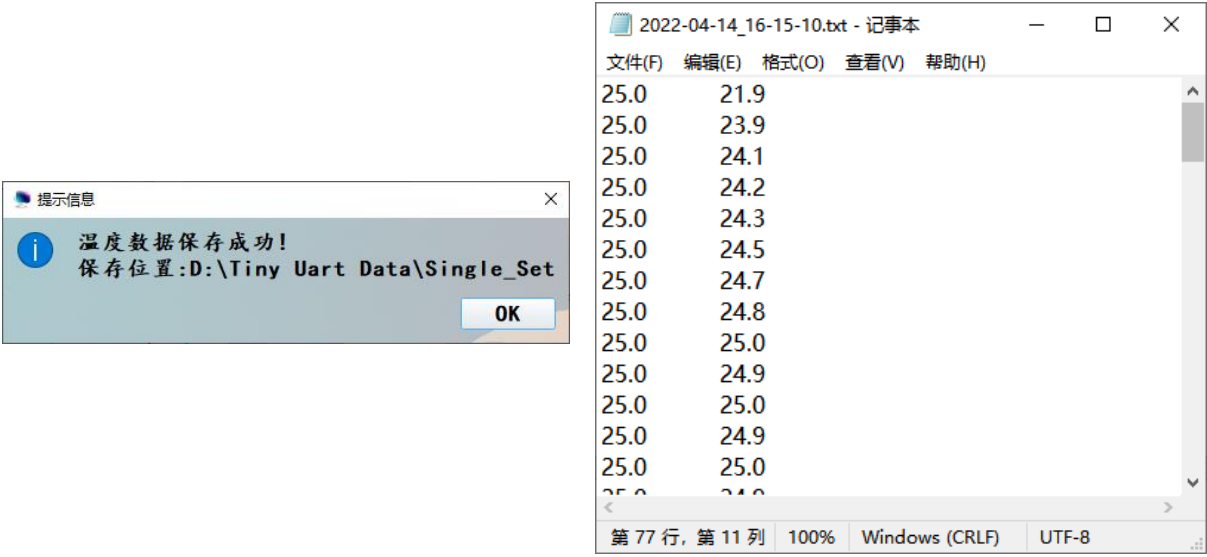 提示信息
温度数据保存成功!
保存位置:D:\Tiny Uart Data\Single_Set
OK
2022-04-14_16-15-10.txt - 记事本
文件(F) 编辑(E) 格式(O) 查看(V) 帮助(H)
25.0 21.9
25.0 23.9
25.0 24.1
25.0 24.2
25.0 24.3
25.0 24.5
25.0 24.7
25.0 24.8
25.0 25.0
25.0 24.9
25.0 25.0
25.0 24.9
25.0 25.0
第 77 行，第 11 列 100% Windows (CRLF) UTF-8